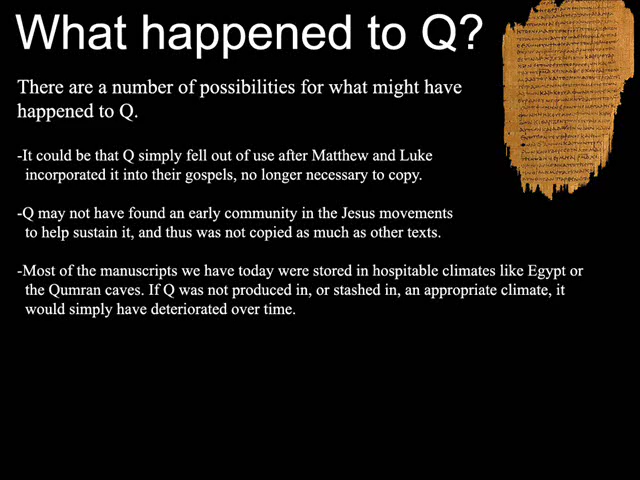 What happened to Q?
There are a number of possibilities for what might have
happened to Q.
-It could be that Q simply fell out of use after Matthew and Luke
incorporated it into their gospels, no longer necessary to copy.
-Q may not have found an early community in the Jesus movements
to help sustain it, and thus was not copied as much as other texts.
-Most of the manuscripts we have today were stored in hospitable climates like Egypt or
the Qumran caves. If Q was not produced in, or stashed in, an appropriate climate, it
would simply have deteriorated over time.